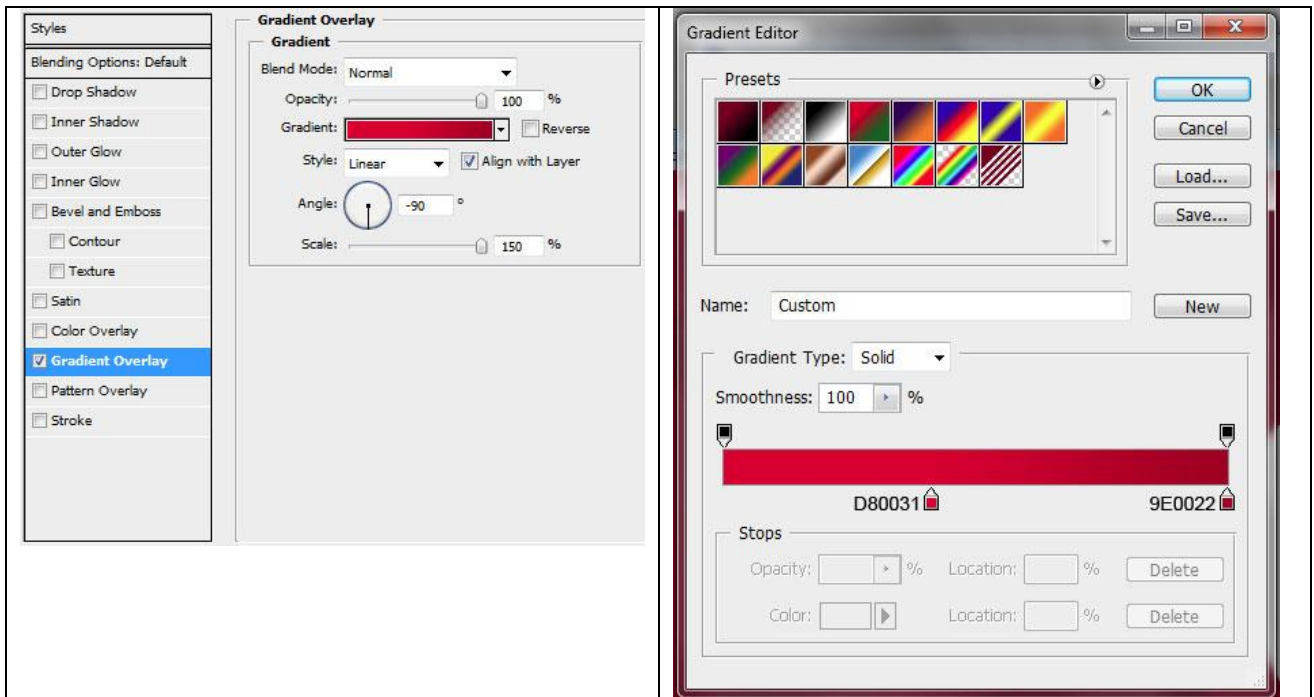 Styles
Blending Options: Default
Drop Shadow
Inner Shadow
Outer Glow
Inner Glow
Bevel and Emboss
Contour
Texture
Satin
Color Overlay
Gradient Overlay
Pattern Overlay
Stroke
Gradient Overlay
Gradient
Blend Mode: Normal
Opacity: 100 %
Gradient: Reverse
Style: Linear Align with Layer
Angle: -90 °
Scale: 150 %
Gradient Editor
Presets
OK
Cancel
Load...
Save...
Name: Custom
New
Gradient Type: Solid
Smoothness: 100 %
D80031 9E0022
Stops
Opacity: % Location: % Delete
Color: Location: % Delete